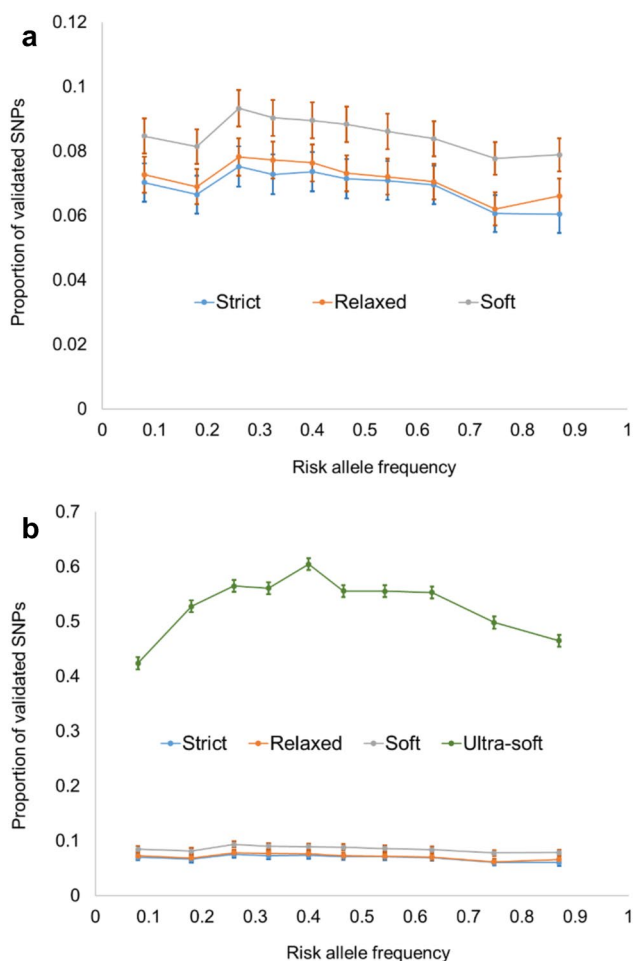 a
Proportion of validated SNPs
0.12
0.1
0.08
0.06
0.04
0.02
0
Strict Relaxed Soft
0 0.1 0.2 0.3 0.4 0.5 0.6 0.7 0.8 0.9 1
Risk allele frequency
b
Proportion of validated SNPs
0.7
0.6
0.5
0.4
0.3
0.2
0.1
0
Strict Relaxed Soft Ultra-soft
0 0.1 0.2 0.3 0.4 0.5 0.6 0.7 0.8 0.9 1
Risk allele frequency